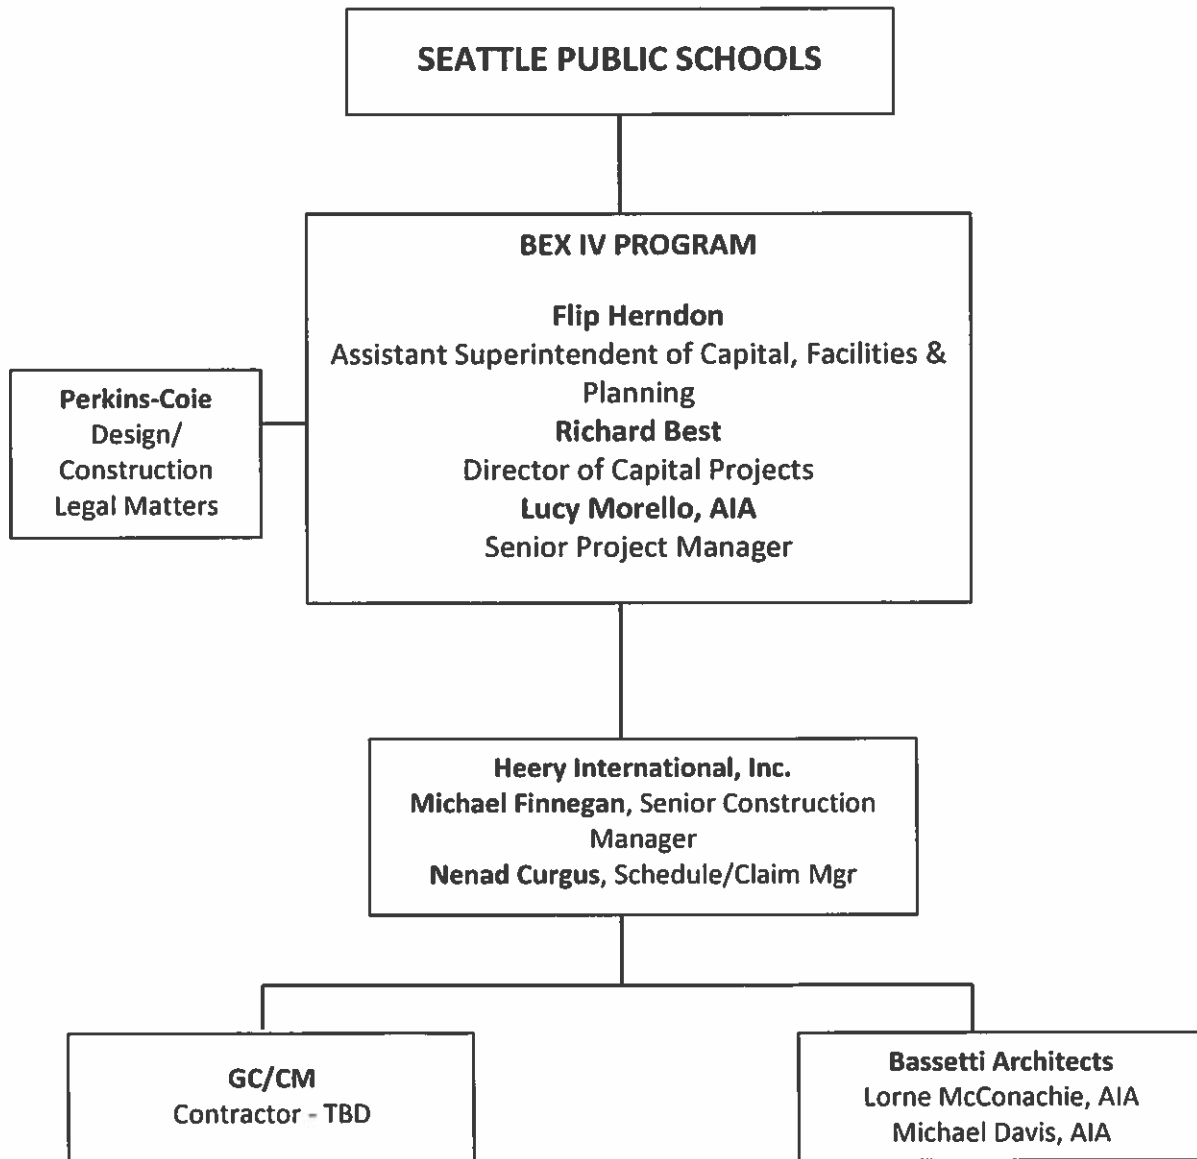 SEATTLE PUBLIC SCHOOLS
BEX IV PROGRAM
Flip Herndon
Assistant Superintendent of Capital, Facilities &
Planning
Richard Best
Director of Capital Projects
Lucy Morello, AIA
Senior Project Manager
Perkins-Coie
Design/
Construction
Legal Matters
Heery International, Inc.
Michael Finnegan, Senior Construction
Manager
Nenad Curgus, Schedule/Claim Mgr
GC/CM
Contractor - TBD
Bassetti Architects
Lorne McConachie, AIA
Michael Davis, AIA